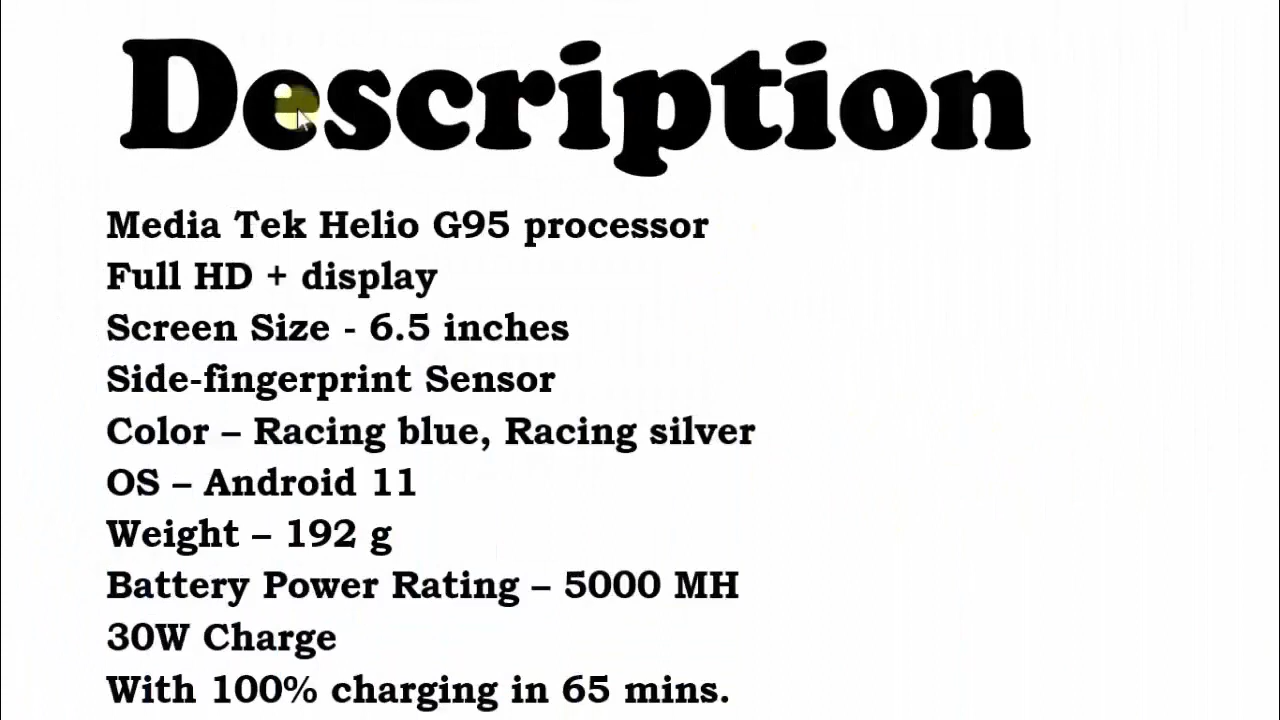 Description
Media Tek Helio G95 processor
Full HD + display
Screen Size - 6.5 inches
Side-fingerprint Sensor
Color – Racing blue, Racing silver
OS – Android 11
Weight – 192 g
Battery Power Rating – 5000 MH
30W Charge
With 100% charging in 65 mins.